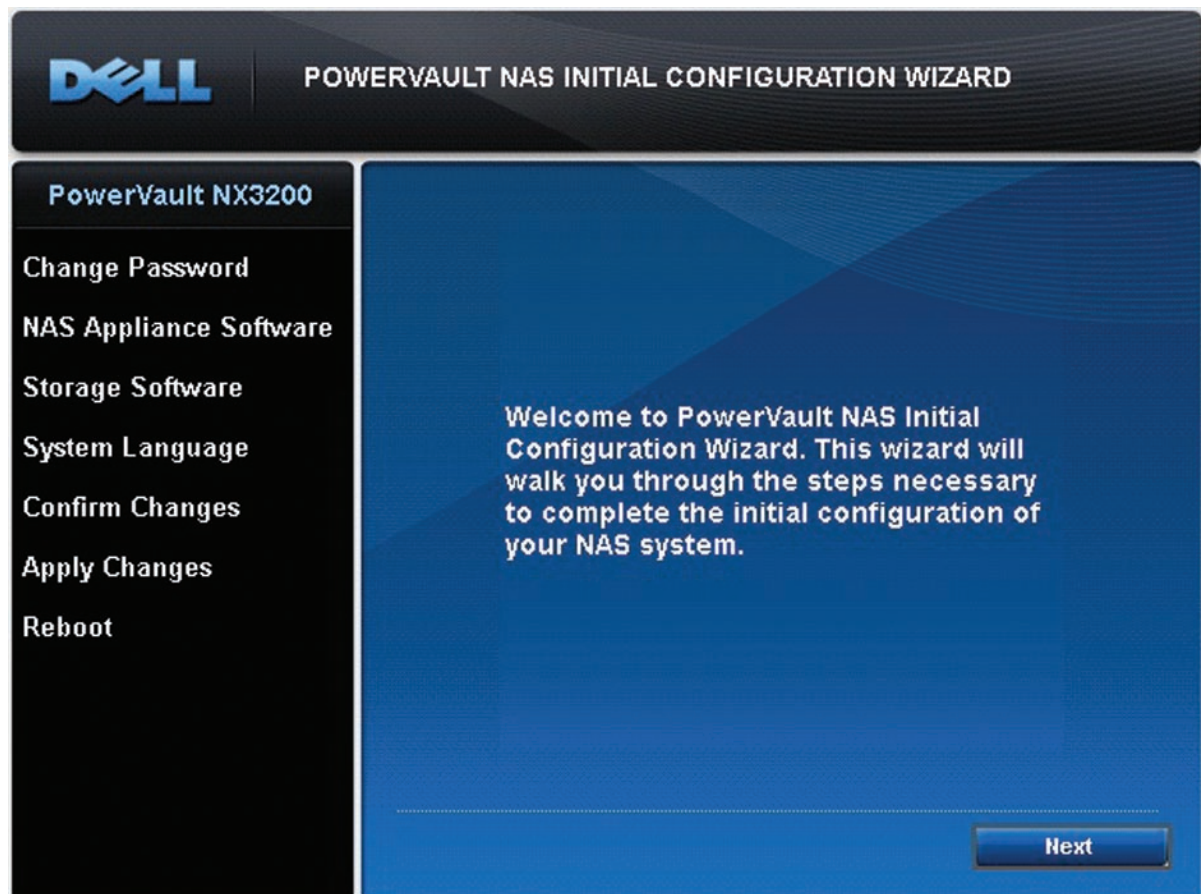 DELL
POWERVAULT NAS INITIAL CONFIGURATION WIZARD
PowerVault NX3200
Change Password
NAS Appliance Software
Storage Software
System Language
Confirm Changes
Apply Changes
Reboot
Welcome to PowerVault NAS Initial
Configuration Wizard. This wizard will
walk you through the steps necessary
to complete the initial configuration of
your NAS system.
Next